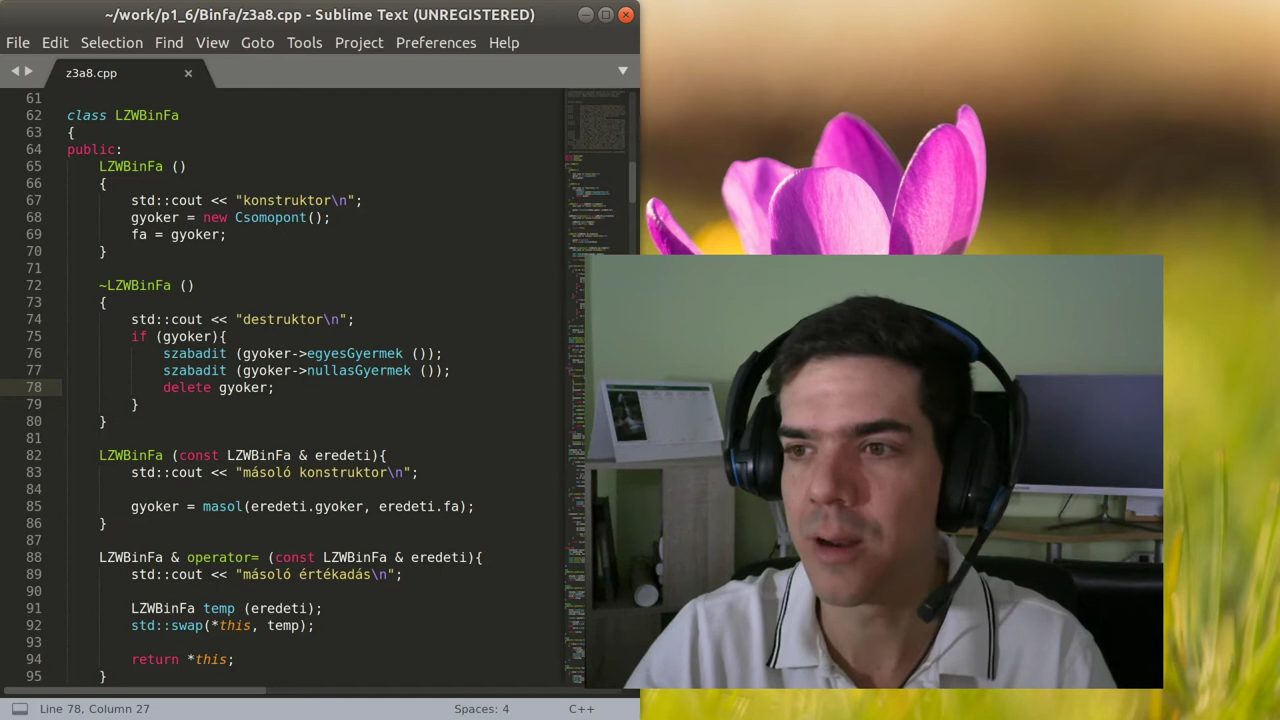 ~/work/p1_6/Binfa/z3a8.cpp - Sublime Text (UNREGISTERED)
File Edit Selection Find View Goto Tools Project Preferences Help
z3a8.cpp
61
62 class LZWBinFa
63 {
64 public:
65 LZWBinFa ()
66 {
67 std::cout << "konstruktor\n";
68 gyoker = new Csomopont();
69 fa = gyoker;
70 }
71
72 ~LZWBinFa ()
73 {
74 std::cout << "destruktor\n";
75 if (gyoker){
76 szabadit (gyoker->egyesGyermek ());
77 szabadit (gyoker->nullasGyermek ());
78 delete gyoker;
79 }
80 }
81
82 LZWBinFa (const LZWBinFa & eredeti){
83 std::cout << "másoló konstruktor\n";
84
85 gyoker = masol(eredeti.gyoker, eredeti.fa);
86 }
87
88 LZWBinFa & operator= (const LZWBinFa & eredeti){
89 std::cout << "másoló értékadás\n";
90
91 LZWBinFa temp (eredeti);
92 std::swap(*this, temp);
93
94 return *this;
95 }
Line 78, Column 27 Spaces: 4 C++